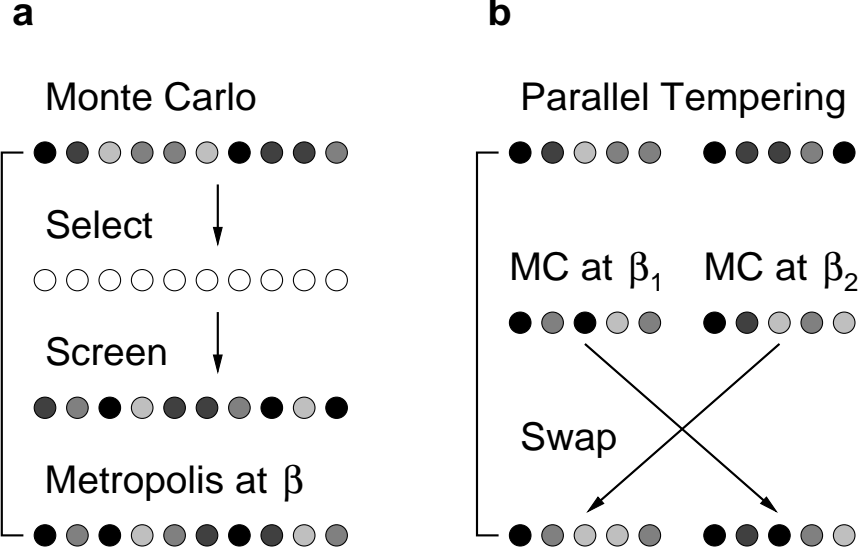 a
Monte Carlo
Select
Screen
Metropolis at β
b
Parallel Tempering
MC at β₁ MC at β₂
Swap